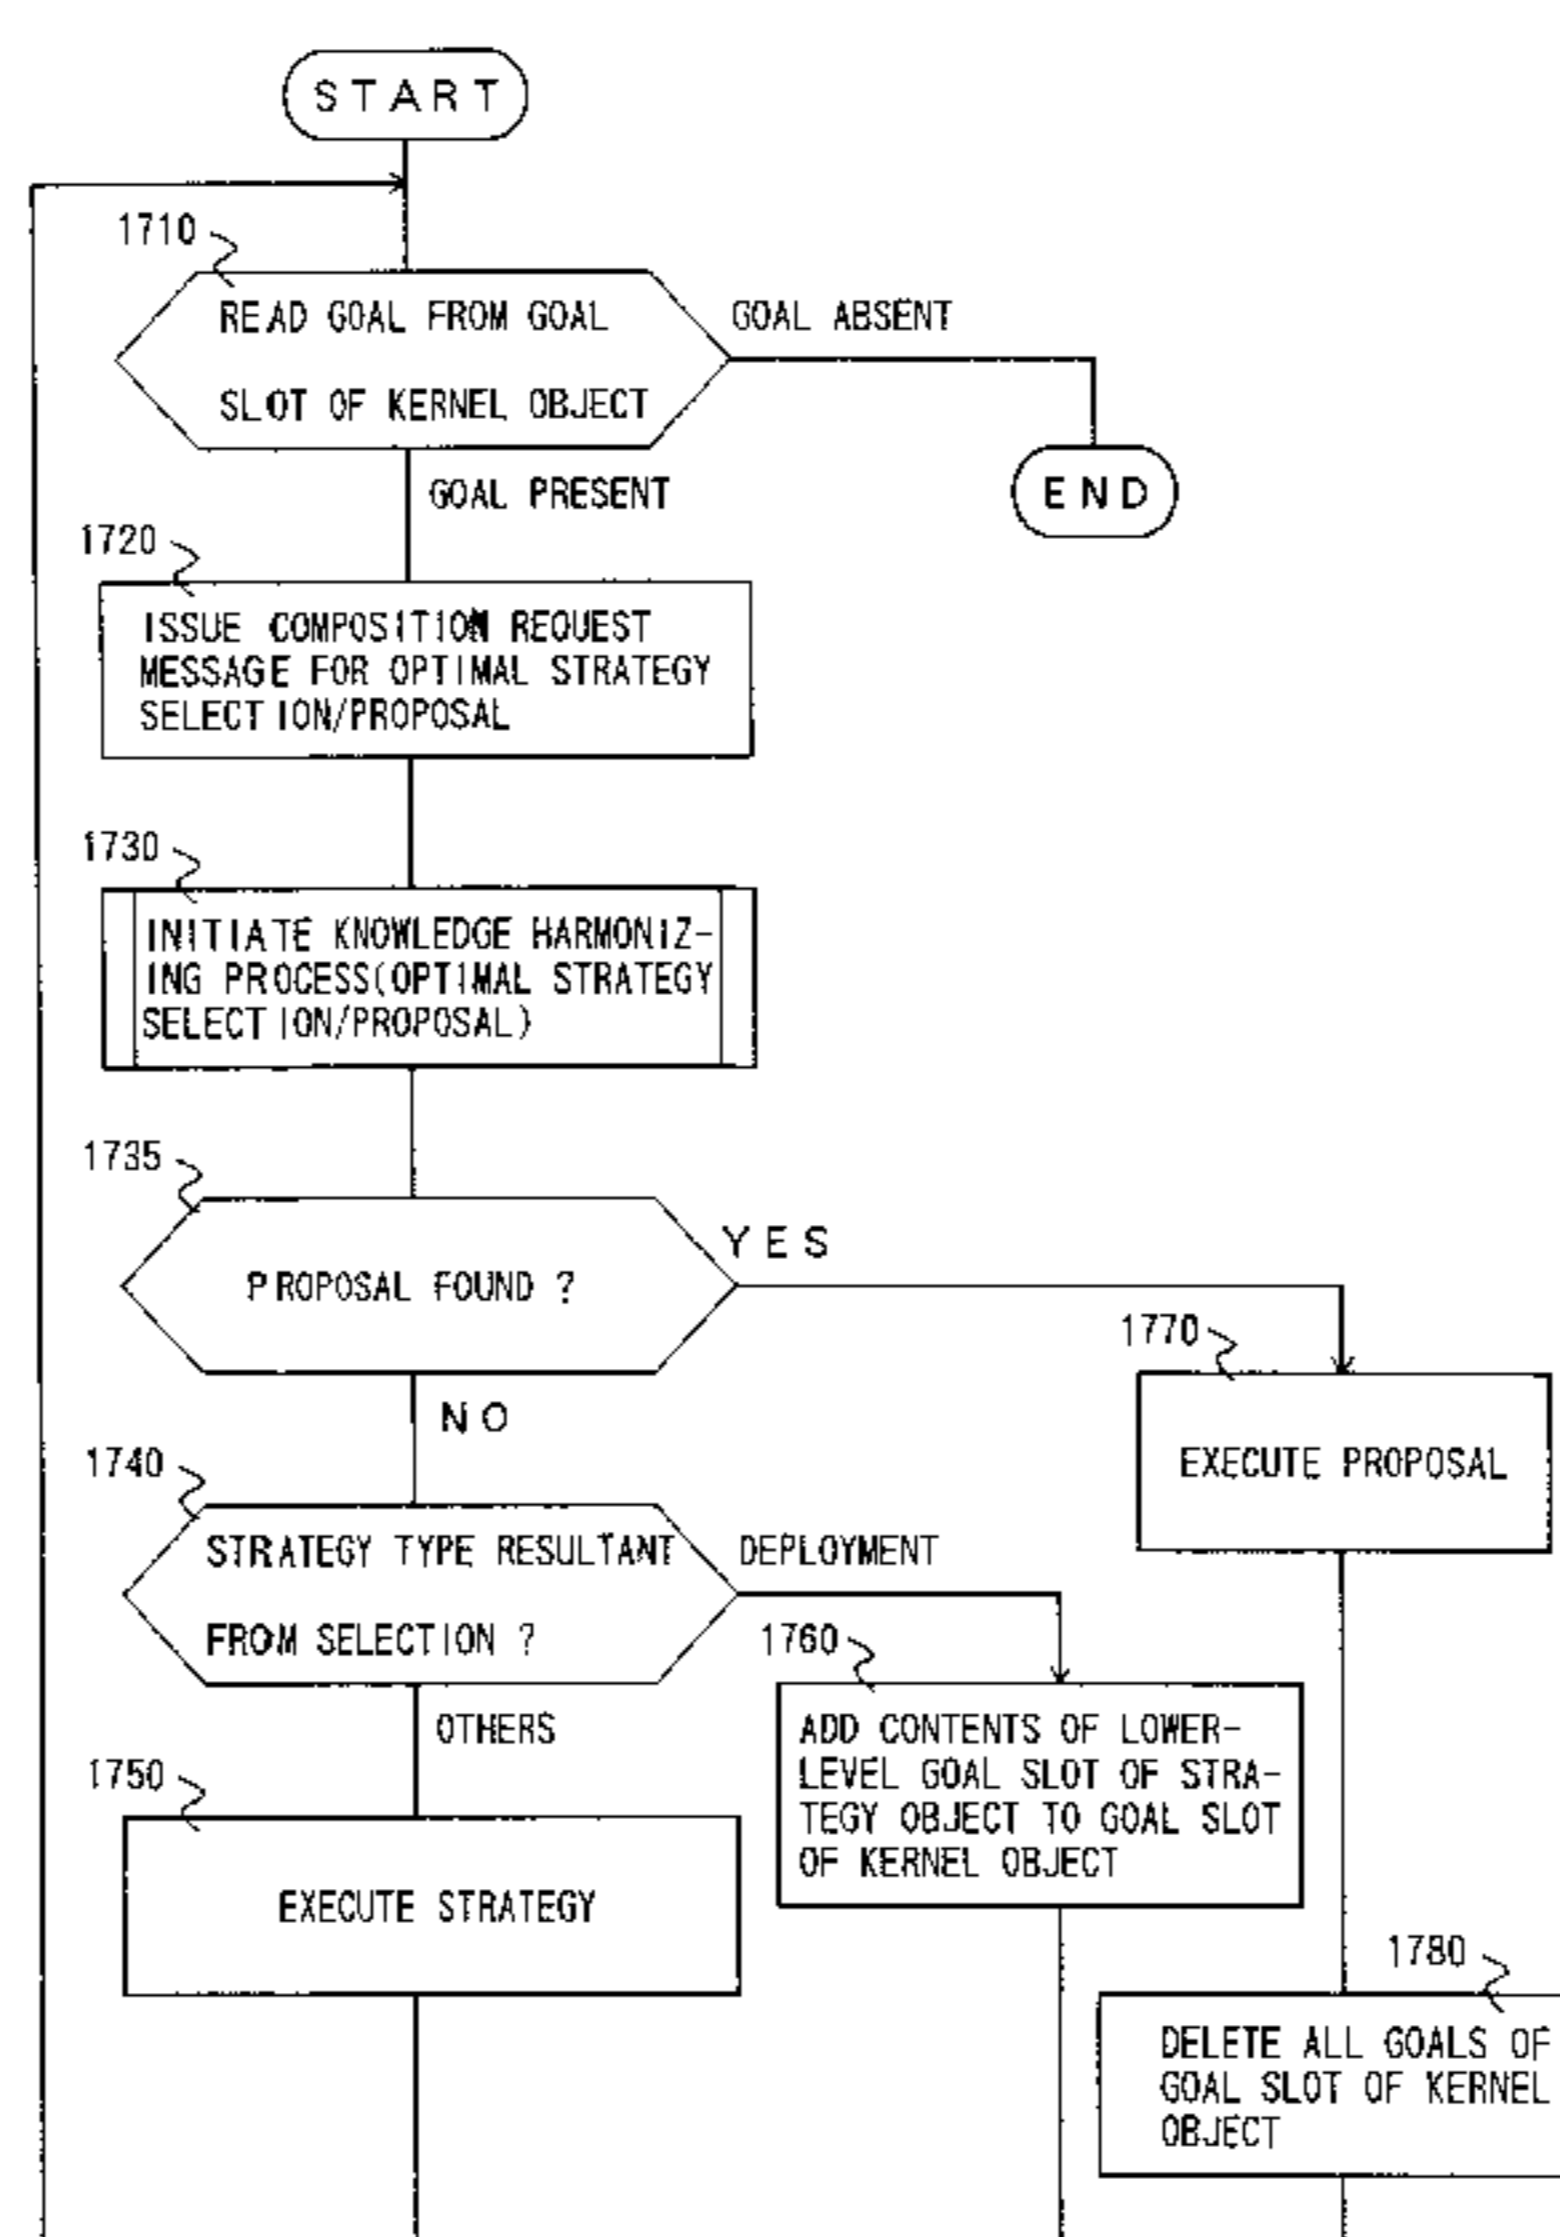 START
1710
READ GOAL FROM GOAL
SLOT OF KERNEL OBJECT
GOAL ABSENT
END
GOAL PRESENT
1720
ISSUE COMPOSITION REQUEST
MESSAGE FOR OPTIMAL STRATEGY
SELECTION/PROPOSAL
1730
INITIATE KNOWLEDGE HARMONIZ-
ING PROCESS(OPTIMAL STRATEGY
SELECTION/PROPOSAL)
1735
PROPOSAL FOUND ?
YES
NO
1770
EXECUTE PROPOSAL
1740
STRATEGY TYPE RESULTANT
FROM SELECTION ?
DEPLOYMENT
OTHERS
1760
ADD CONTENTS OF LOWER-
LEVEL GOAL SLOT OF STRA-
TEGY OBJECT TO GOAL SLOT
OF KERNEL OBJECT
1750
EXECUTE STRATEGY
1780
DELETE ALL GOALS OF
GOAL SLOT OF KERNEL
OBJECT